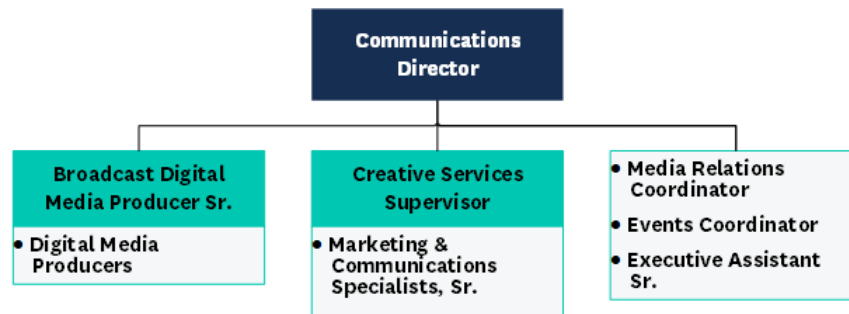 Communications
Director
Broadcast Digital
Media Producer Sr.
• Digital Media
Producers
Creative Services
Supervisor
• Marketing &
Communications
Specialists, Sr.
• Media Relations
Coordinator
• Events Coordinator
• Executive Assistant
Sr.